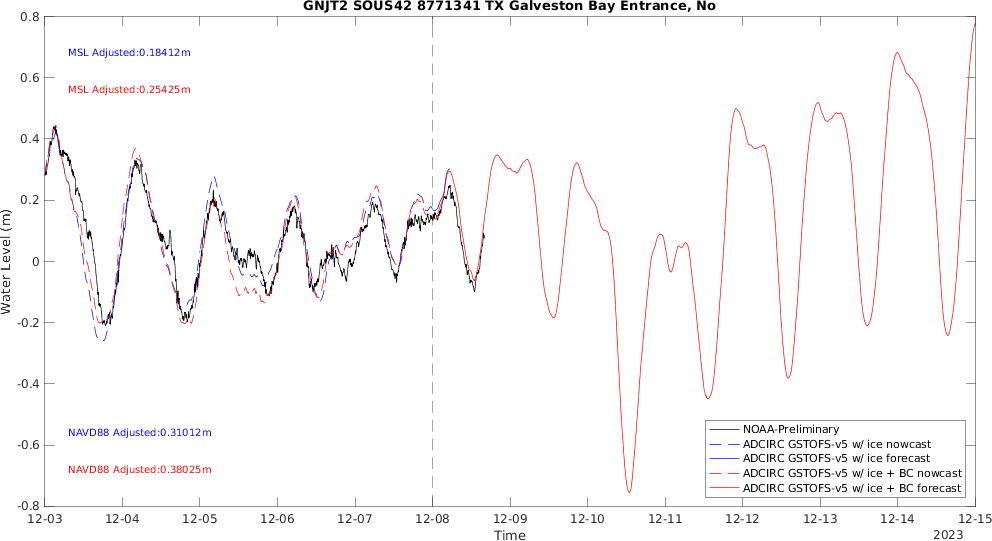 GNJT2 SOUS42 8771341 TX Galveston Bay Entrance, No
MSL Adjusted:0.18412m
MSL Adjusted:0.25425m
NAVD88 Adjusted:0.31012m
NAVD88 Adjusted:0.38025m
Water Level (m)
0.8
0.6
0.4
0.2
0
-0.2
-0.4
-0.6
-0.8
NOAA-Preliminary
ADCIRC GSTOFS-v5 w/ ice nowcast
ADCIRC GSTOFS-v5 w/ ice forecast
ADCIRC GSTOFS-v5 w/ ice + BC nowcast
ADCIRC GSTOFS-v5 w/ ice + BC forecast
12-03 12-04 12-05 12-06 12-07 12-08 12-09 12-10 12-11 12-12 12-13 12-14 12-15
Time
2023